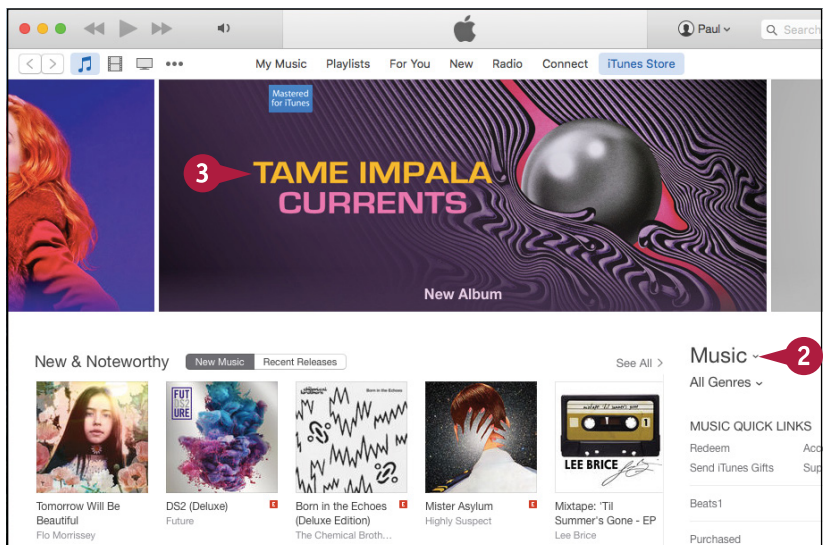 Paul
Search
My Music Playlists For You New Radio Connect iTunes Store
Mastered
for iTunes
3
TAME IMPALA
CURRENTS
New Album
New & Noteworthy New Music Recent Releases See All >
Music
2
All Genres
MUSIC QUICK LINKS
Redeem Acc
Send iTunes Gifts Sup
Beats1
Purchased
FUT
DS2
URE
Born in the Echoes
1
LEE BRICE
Tomorrow Will Be
Beautiful
Flo Morrissey
DS2 (Deluxe) E
Future
Born in the Echoes E
(Deluxe Edition)
The Chemical Broth...
Mister Asylum E
Highly Suspect
Mixtape: 'Til
Summer's Gone - EP
Lee Brice